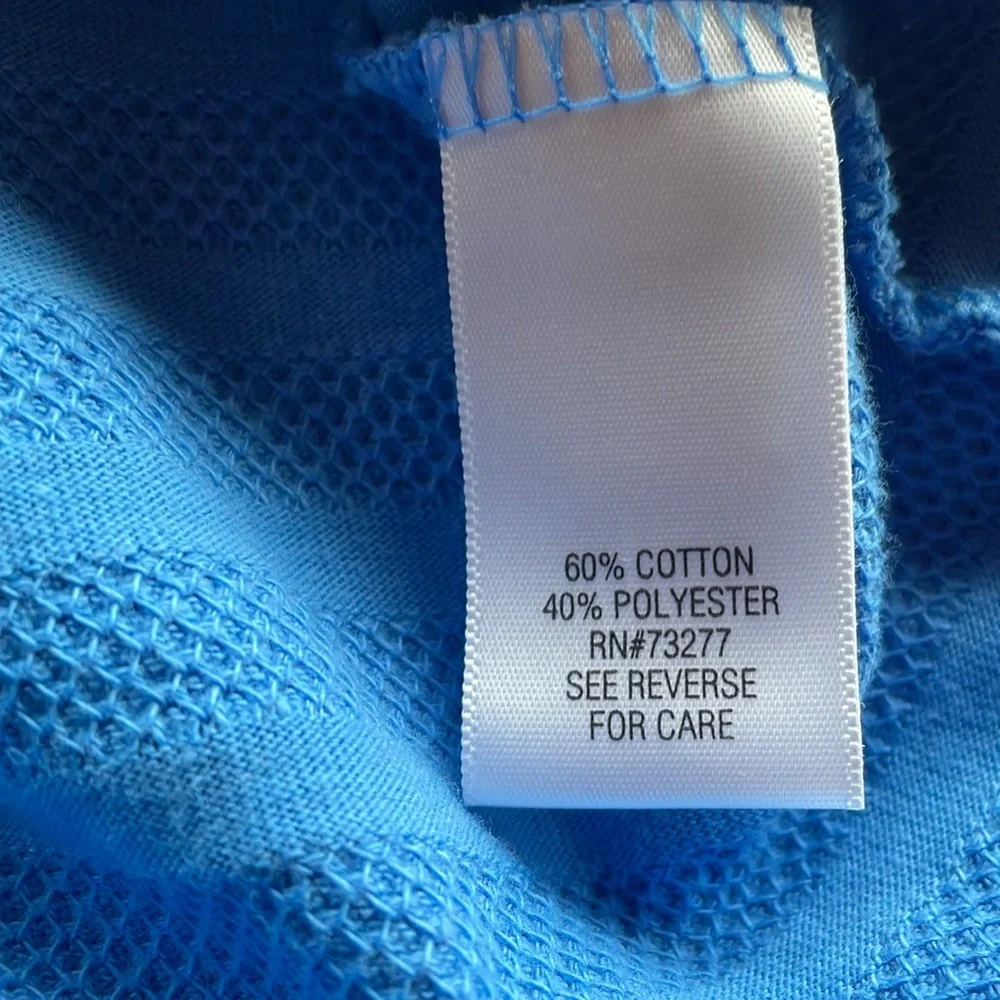 60% COTTON
40% POLYESTER
RN#73277
SEE REVERSE
FOR CARE